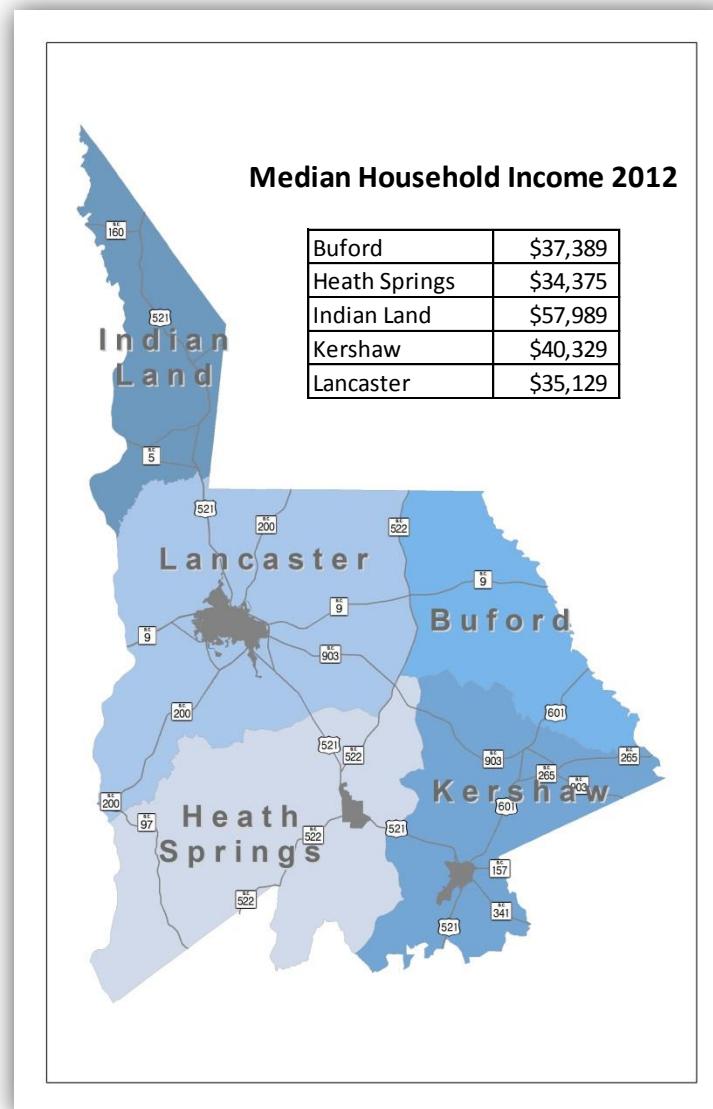 Median Household Income 2012
Buford $37,389
Heath Springs $34,375
Indian Land $57,989
Kershaw $40,329
Lancaster $35,129
S.C. 160
521
Indian
Land
S.C. 5
521
S.C. 200
S.C. 522
Lancaster
S.C. 9
S.C. 9
Buford
S.C. 9
S.C. 903
S.C. 200
601
521
S.C. 522
S.C. 903
S.C. 265
S.C. 265
S.C. 903
Kershaw
601
S.C. 200
S.C. 97
Heath
Springs
S.C. 522
521
S.C. 157
S.C. 522
S.C. 341
521